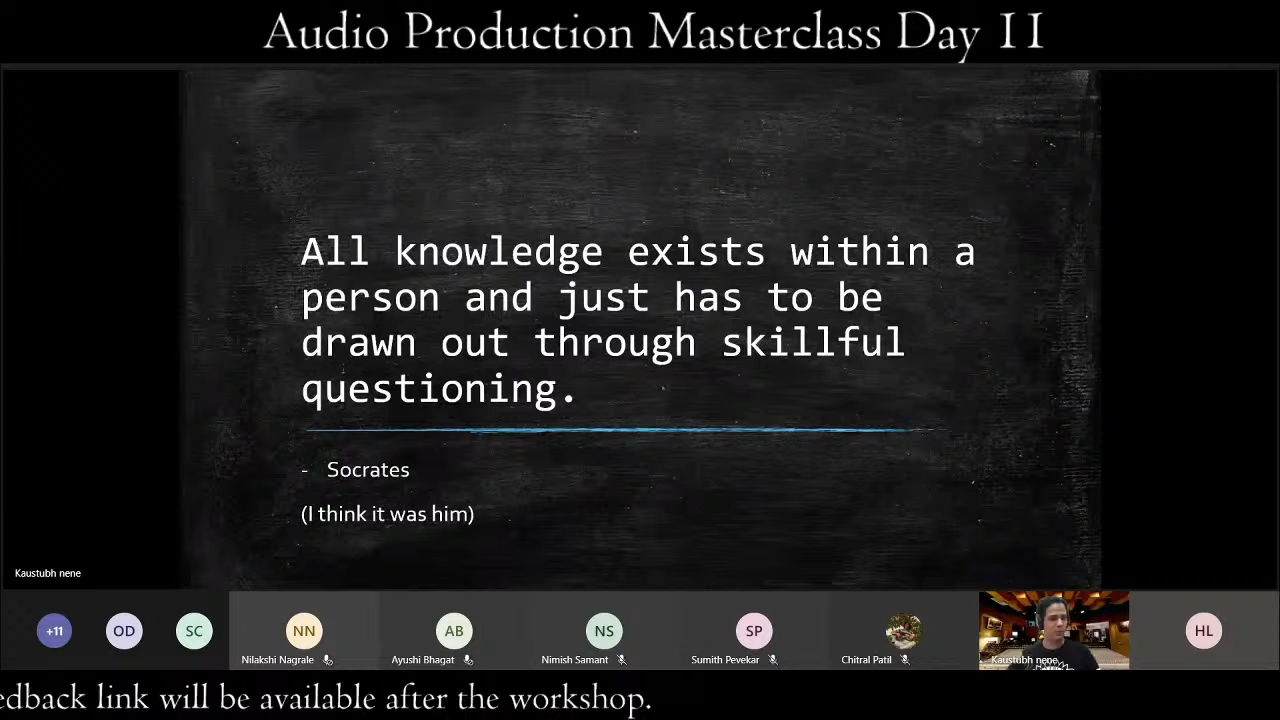 Audio Production Masterclass Day II
All knowledge exists within a
person and just has to be
drawn out through skillful
questioning.
- Socrates
(I think it was him)
Kaustubh nene
+11
OD
SC
NN
AB
NS
SP
HL
Nilakshi Nagrale
Ayushi Bhagat
Nimish Samant
Sumith Pevekar
Chitral Patil
Kaustubh nene
link will be available after the workshop.